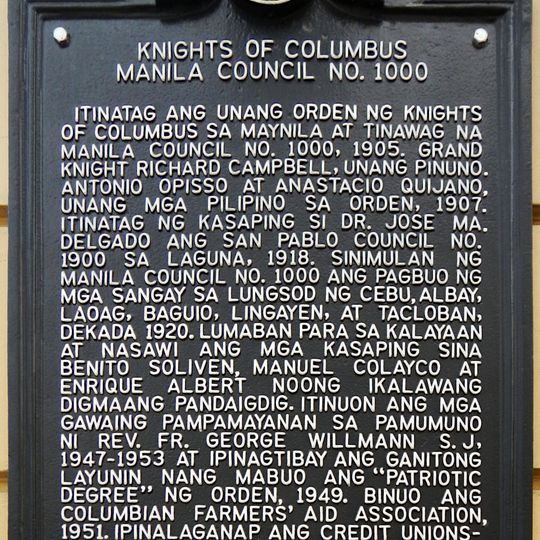 KNIGHTS OF COLUMBUS
MANILA COUNCIL NO. 1000
ITINATAG ANG UNANG ORDEN NG KNIGHTS
OF COLUMBUS SA MAYNILA AT TINAWAG NA
MANILA COUNCIL NO. 1000, 1905. GRAND
KNIGHT RICHARD CAMPBELL, UNANG PINUNO.
ANTONIO OPISSO AT ANASTACIO QUIJANO,
UNANG MGA PILIPINO SA ORDEN, 1907.
ITINATAG NG KASAPING SI DR. JOSE MA.
DELGADO ANG SAN PABLO COUNCIL NO.
1900 SA LAGUNA, 1918. SINIMULAN NG
MANILA COUNCIL NO. 1000 ANG PAGBUO NG
MGA SANGAY SA LUNGSOD NG CEBU, ALBAY,
LAOAG, BAGUIO, LINGAYEN, AT TACLOBAN,
DEKADA 1920. LUMABAN PARA SA KALAYAAN
AT NASAWI ANG MGA KASAPING SINA
BENITO SOLIVEN, MANUEL COLAYCO AT
ENRIQUE ALBERT NOONG IKALAWANG
DIGMAANG PANDAIGDIG. ITINUON ANG MGA
GAWAING PAMPAMAYANAN SA PAMUMUNO
NI REV. FR. GEORGE WILLMANN S.J,
1947-1953 AT IPINAGTIBAY ANG GANITONG
LAYUNIN NANG MABUO ANG "PATRIOTIC
DEGREE" NG ORDEN, 1949. BINUO ANG
COLUMBIAN FARMERS' AID ASSOCIATION,
1951. IPINALAGANAP ANG CREDIT UNIONS-